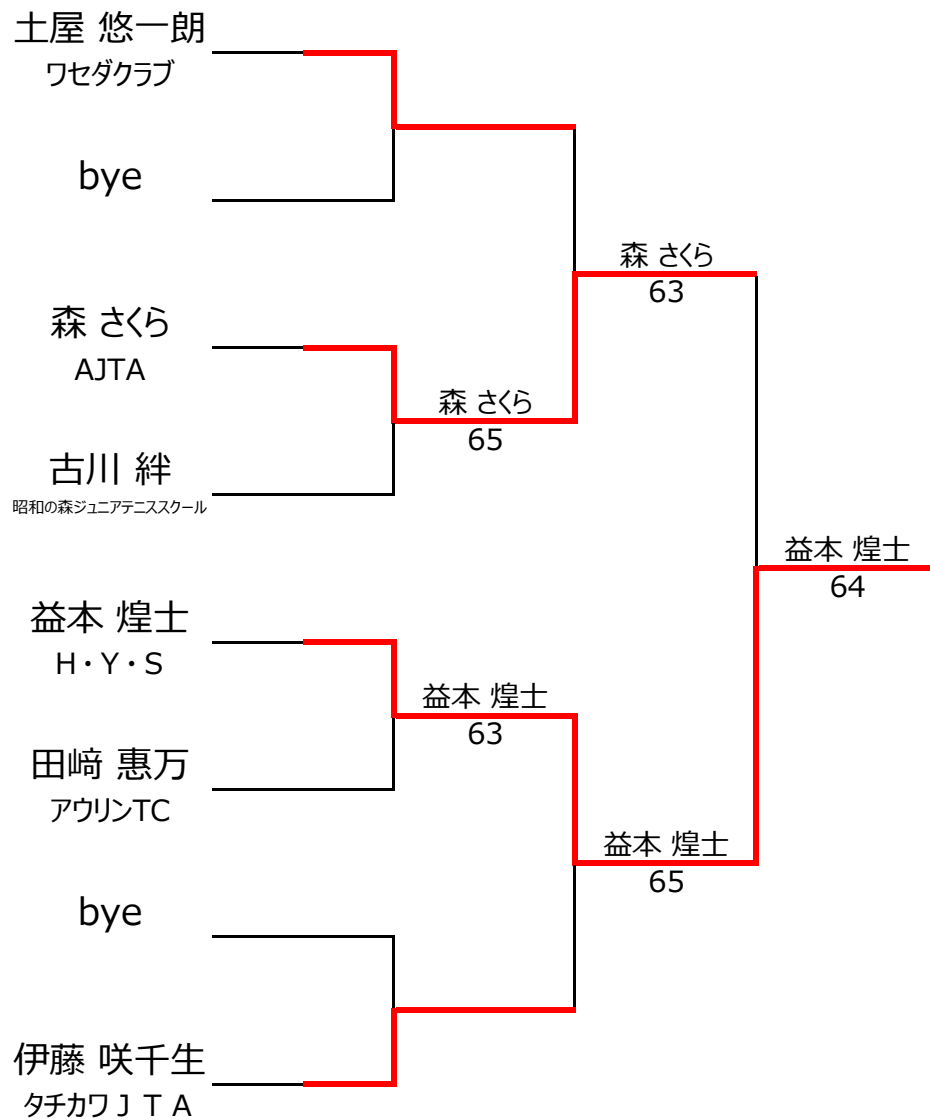 土屋 悠一朗
ワセダクラブ
bye
森 さくら
63
森 さくら
AJTA
森 さくら
65
古川 絆
昭和の森ジュニアテニススクール
益本 煌士
64
益本 煌士
H・Y・S
益本 煌士
63
田﨑 惠万
アウリンTC
益本 煌士
65
bye
伊藤 咲千生
タチカワＪＴＡ